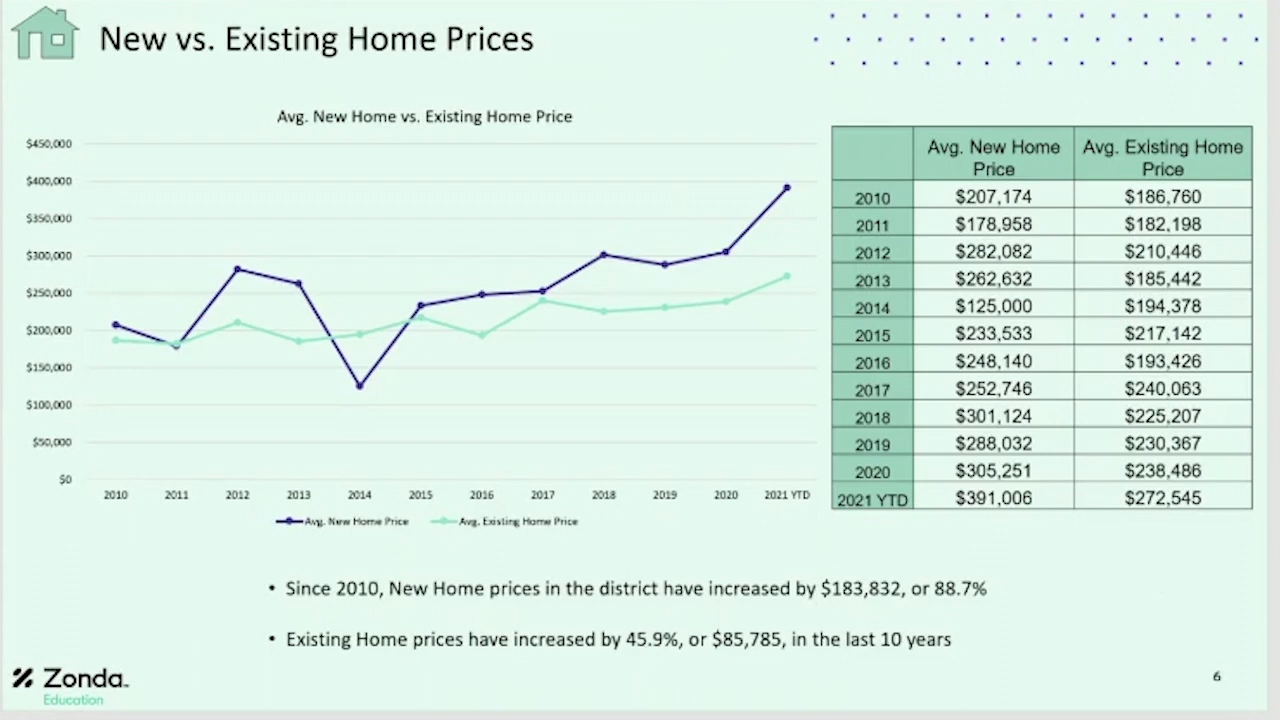 New vs. Existing Home Prices
Avg. New Home vs. Existing Home Price
$450,000
$400,000
$350,000
$300,000
$250,000
$200,000
$150,000
$100,000
$50,000
$0
2010 2011 2012 2013 2014 2015 2016 2017 2018 2019 2020 2021 YTD
Avg. New Home Price Avg. Existing Home Price
Avg. New Home Avg. Existing Home
Price Price
2010 $207,174 $186,760
2011 $178,958 $182,198
2012 $282,082 $210,446
2013 $262,632 $185,442
2014 $125,000 $194,378
2015 $233,533 $217,142
2016 $248,140 $193,426
2017 $252,746 $240,063
2018 $301,124 $225,207
2019 $288,032 $230,367
2020 $305,251 $238,486
2021 YTD $391,006 $272,545
• Since 2010, New Home prices in the district have increased by $183,832, or 88.7%
• Existing Home prices have increased by 45.9%, or $85,785, in the last 10 years
Zonda™
Education
6